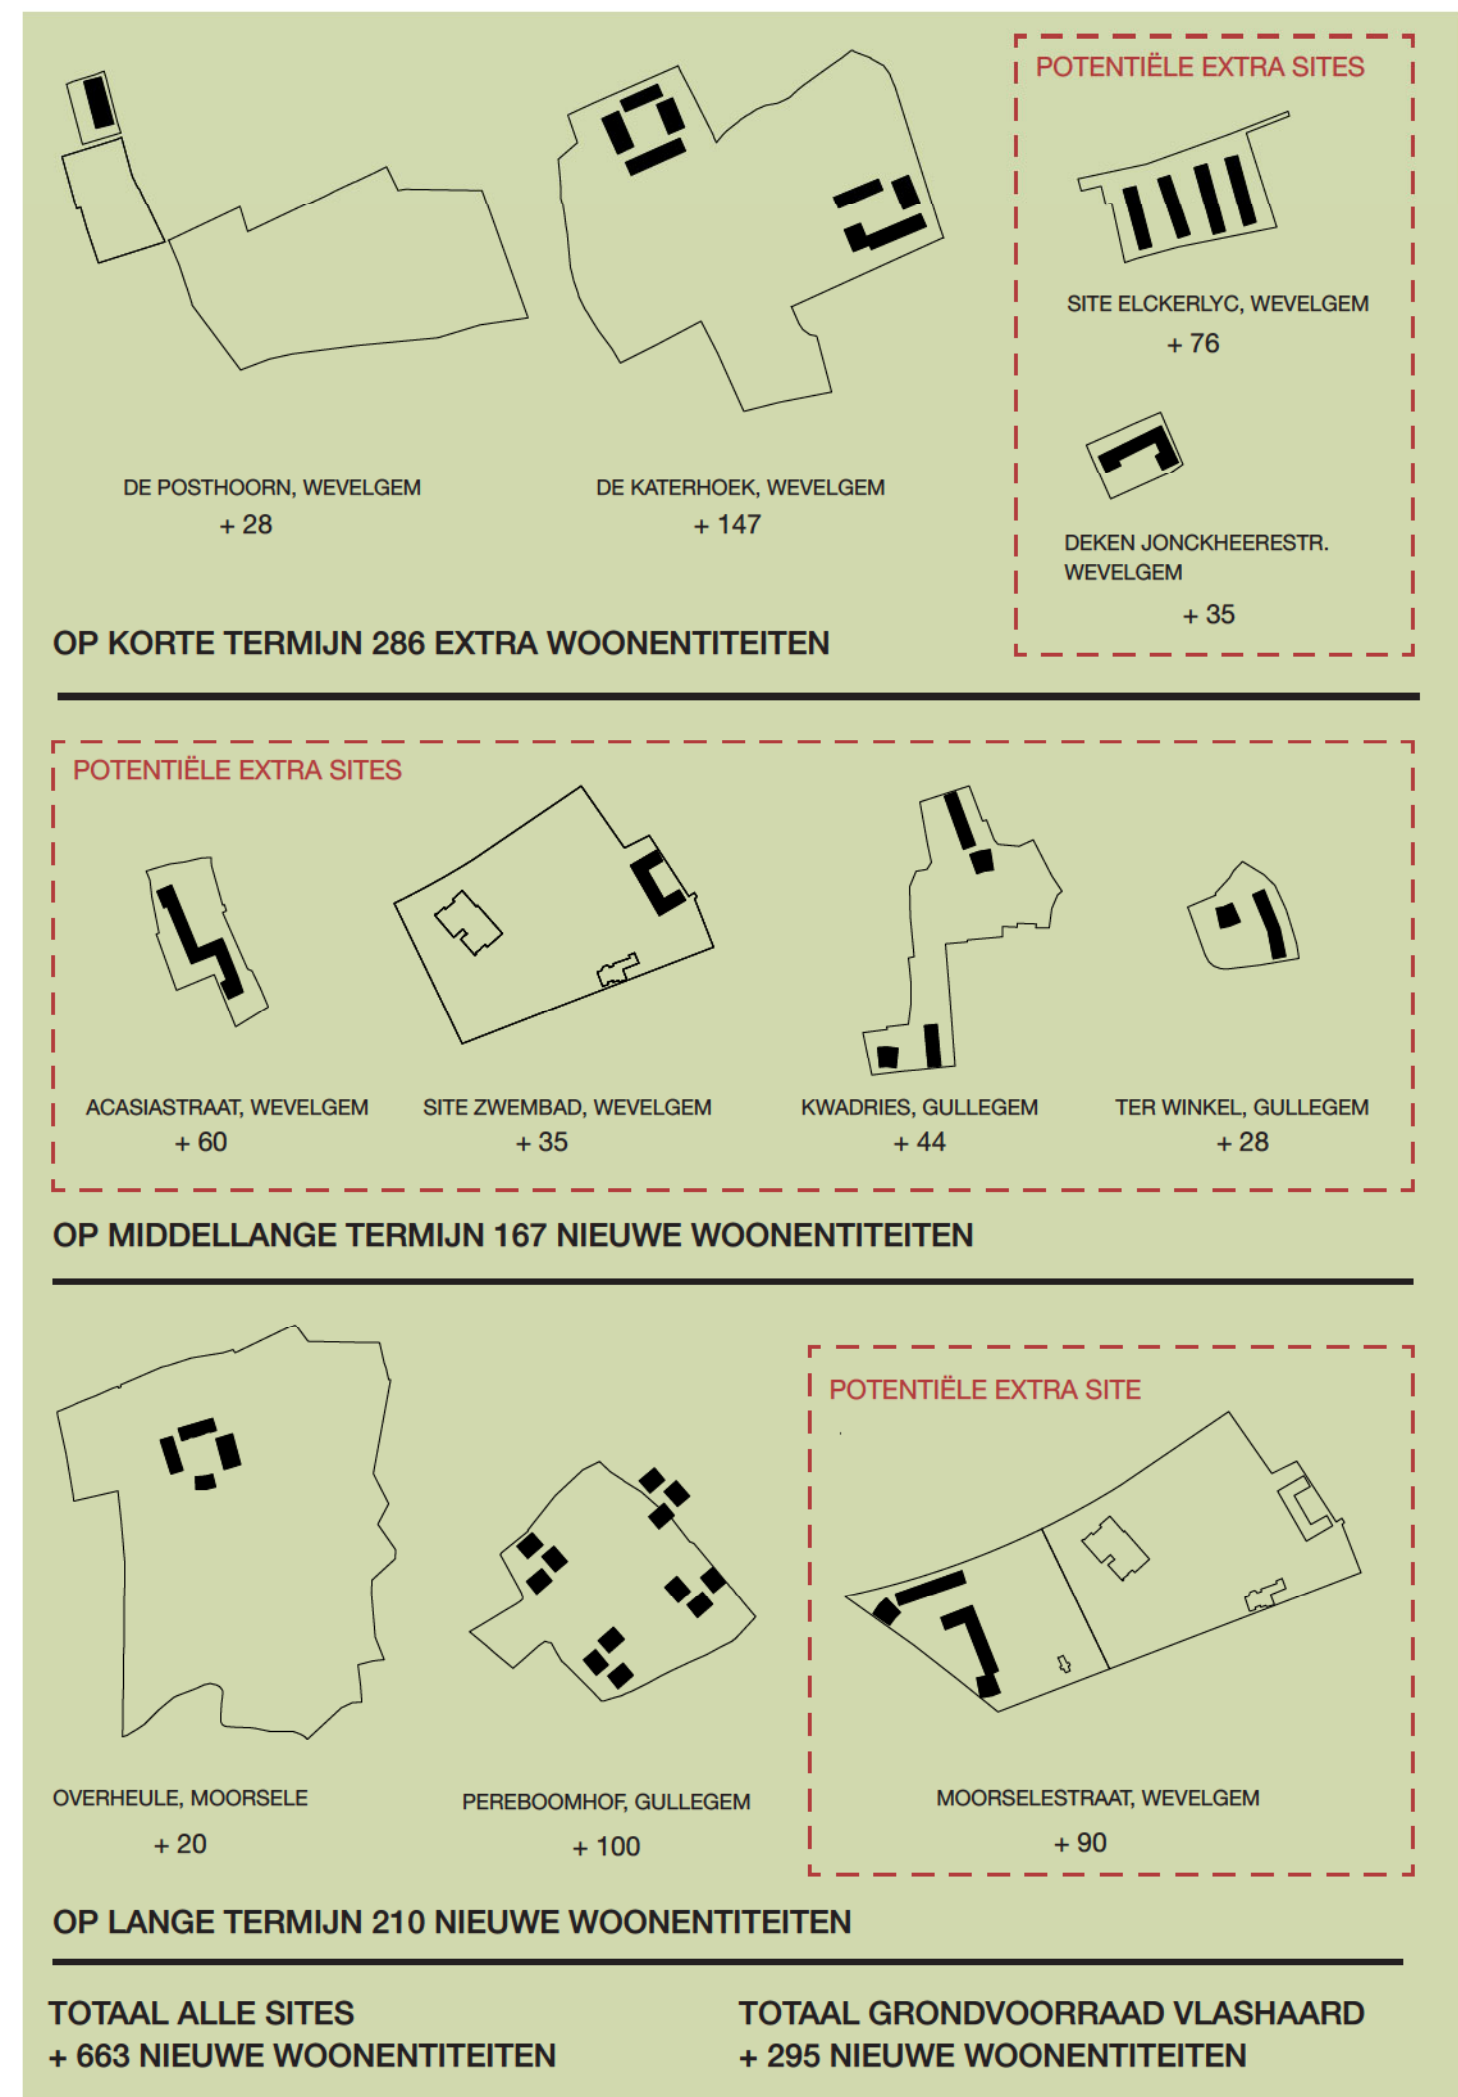 POTENTIËLE EXTRA SITES
SITE ELCKERLYC, WEVELGEM
+ 76
DE POSTHOORN, WEVELGEM
+ 28
DE KATERHOEK, WEVELGEM
+ 147
DEKEN JONCKHEERESTR.
WEVELGEM
+ 35
OP KORTE TERMIJN 286 EXTRA WOONENTITEITEN
POTENTIËLE EXTRA SITES
ACASIASTRAAT, WEVELGEM
+ 60
SITE ZWEMBAD, WEVELGEM
+ 35
KWADRIES, GULLEGEM
+ 44
TER WINKEL, GULLEGEM
+ 28
OP MIDDELLANGE TERMIJN 167 NIEUWE WOONENTITEITEN
POTENTIËLE EXTRA SITE
OVERHEULE, MOORSELE
+ 20
PEREBOOMHOF, GULLEGEM
+ 100
MOORSELESTRAAT, WEVELGEM
+ 90
OP LANGE TERMIJN 210 NIEUWE WOONENTITEITEN
TOTAAL ALLE SITES
+ 663 NIEUWE WOONENTITEITEN
TOTAAL GRONDVOORRAAD VLASHAARD
+ 295 NIEUWE WOONENTITEITEN